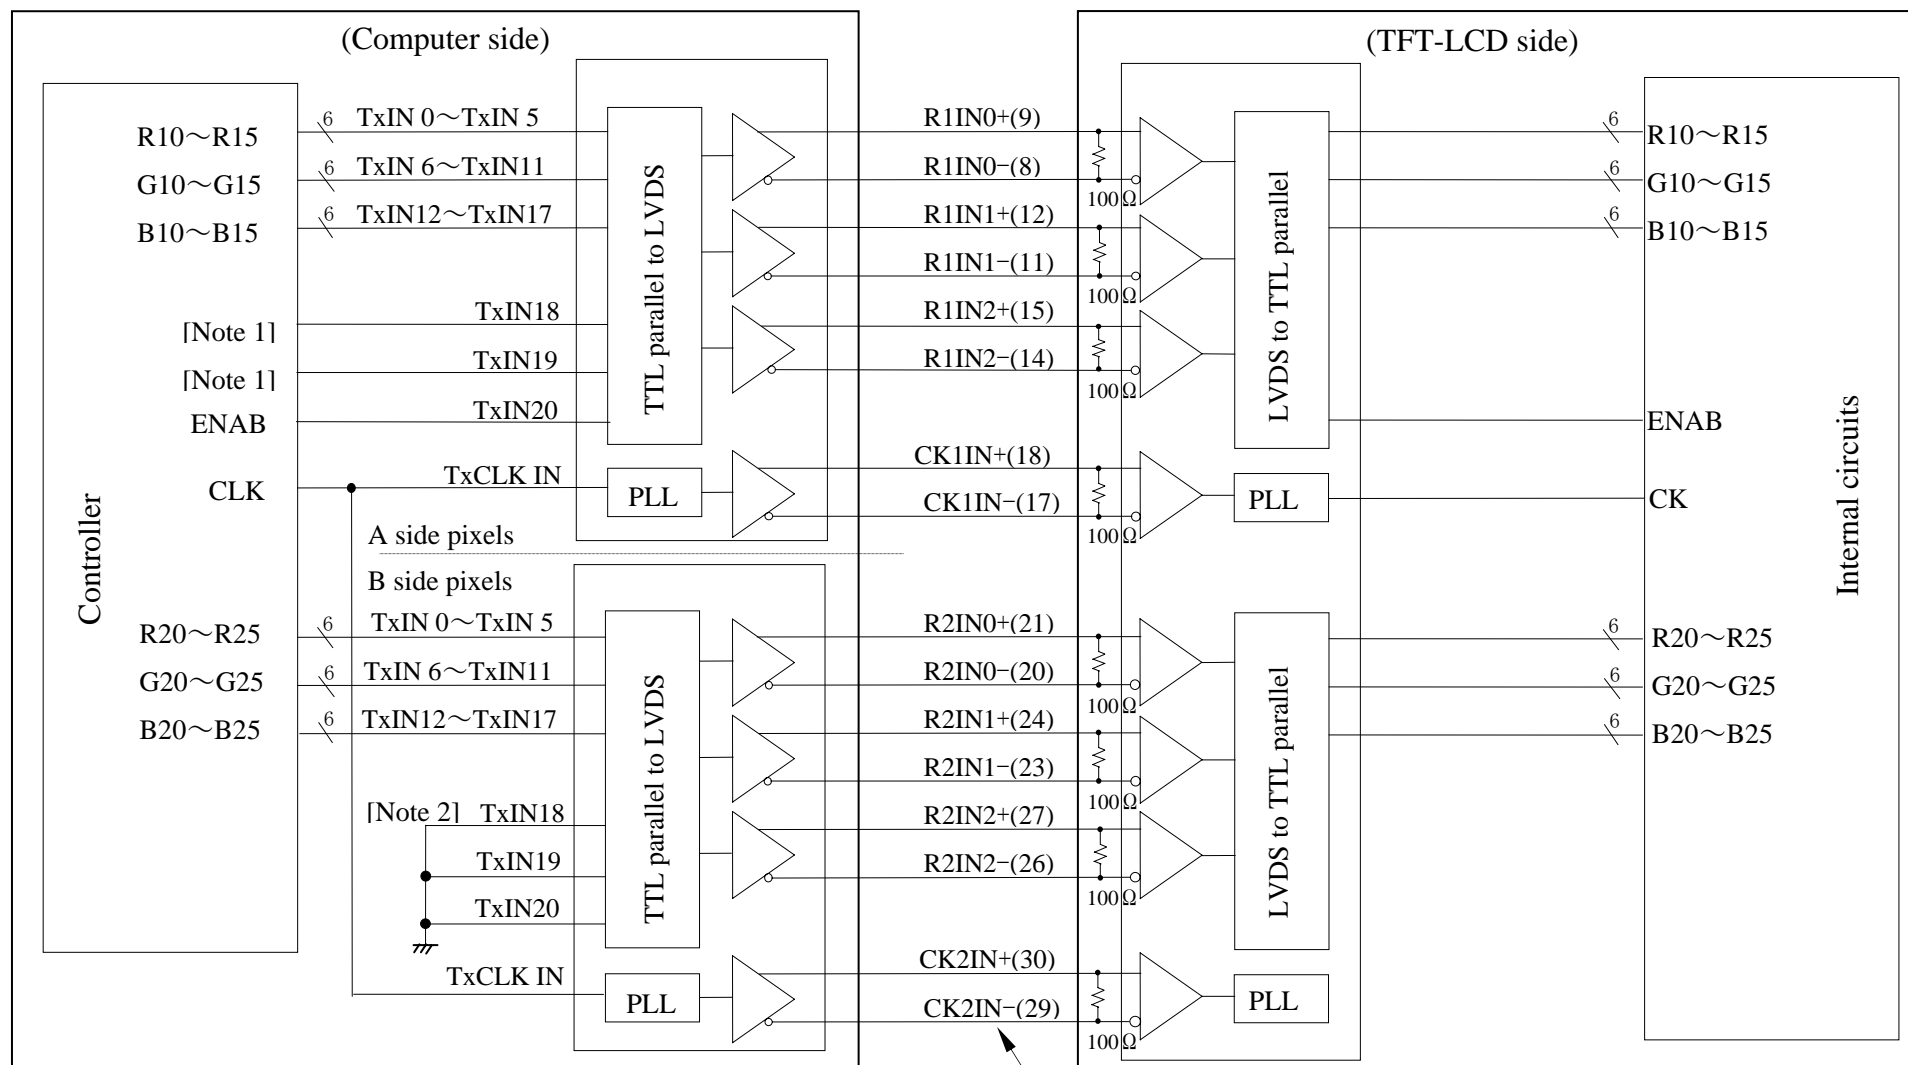 (Computer side)
(TFT-LCD side)
Controller
R10～R15
G10～G15
B10～B15
[Note 1]
[Note 1]
ENAB
CLK
R20～R25
G20～G25
B20～B25
6
TxIN 0～TxIN 5
6
TxIN 6～TxIN11
6
TxIN12～TxIN17
TxIN18
TxIN19
TxIN20
TxCLK IN
TTL parallel to LVDS
PLL
A side pixels
B side pixels
6
TxIN 0～TxIN 5
6
TxIN 6～TxIN11
6
TxIN12～TxIN17
[Note 2]
TxIN18
TxIN19
TxIN20
TxCLK IN
TTL parallel to LVDS
PLL
R1IN0+(9)
R1IN0−(8)
R1IN1+(12)
R1IN1−(11)
R1IN2+(15)
R1IN2−(14)
CK1IN+(18)
CK1IN−(17)
R2IN0+(21)
R2IN0−(20)
R2IN1+(24)
R2IN1−(23)
R2IN2+(27)
R2IN2−(26)
CK2IN+(30)
CK2IN−(29)
100Ω
100Ω
100Ω
100Ω
100Ω
100Ω
100Ω
100Ω
LVDS to TTL parallel
PLL
LVDS to TTL parallel
PLL
6
6
6
6
6
6
R10～R15
G10～G15
B10～B15
ENAB
CK
R20～R25
G20～G25
B20～B25
Internal circuits